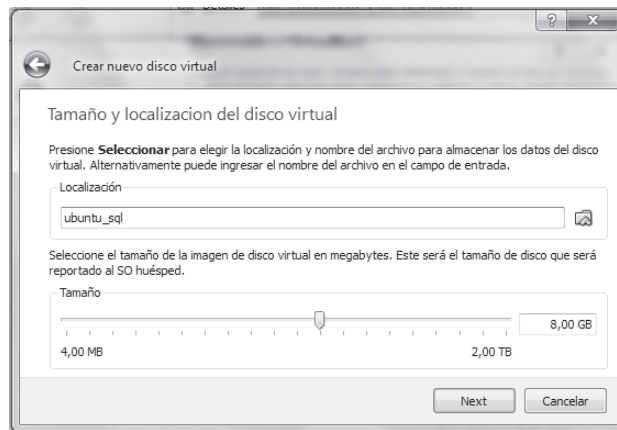 Detalles
Crear nuevo disco virtual
Tamaño y localizacion del disco virtual
Presione Seleccionar para elegir la localización y nombre del archivo para almacenar los datos del disco
virtual. Alternativamente puede ingresar el nombre del archivo en el campo de entrada.
Localización
ubuntu_sql
Seleccione el tamaño de la imagen de disco virtual en megabytes. Este será el tamaño de disco que será
reportado al SO huésped.
Tamaño
8,00 GB
4,00 MB 2,00 TB
Next Cancelar